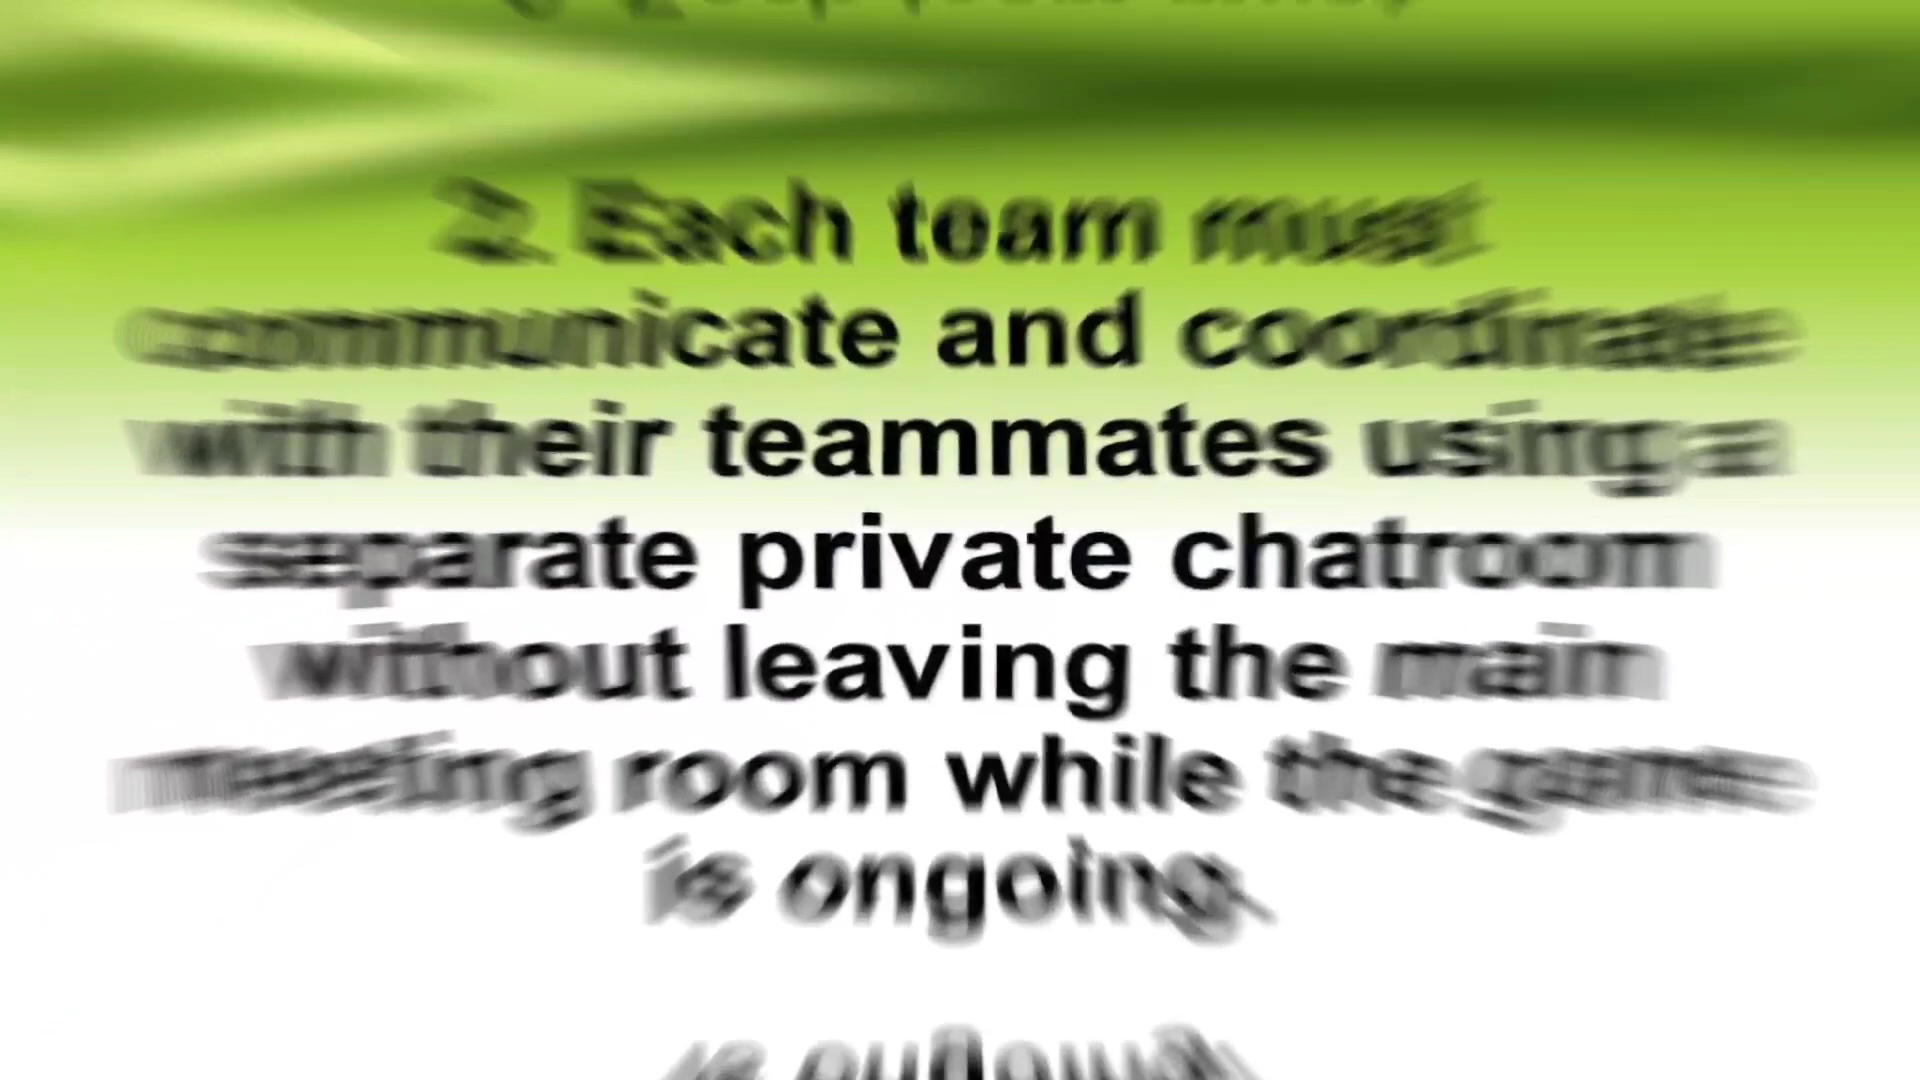 2. Each team must
communicate and coordinate
with their teammates using a
separate private chatroom
without leaving the main
meeting room while the game
is ongoing.